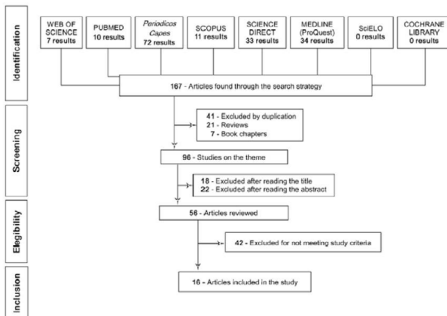 Identification
WEB OF
SCIENCE
7 results
PUBMED
10 results
Periodicos
Capes
72 results
SCOPUS
11 results
SCIENCE
DIRECT
33 results
MEDLINE
(ProQuest)
34 results
SciELO
0 results
COCHRANE
LIBRARY
0 results
167 - Articles found through the search strategy
Screening
41 - Excluded by duplication
21 - Reviews
7 - Book chapters
96 - Studies on the theme
18 - Excluded after reading the title
22 - Excluded after reading the abstract
Elegibility
56 - Articles reviewed
42 - Excluded for not meeting study criteria
Inclusion
16 - Articles included in the study